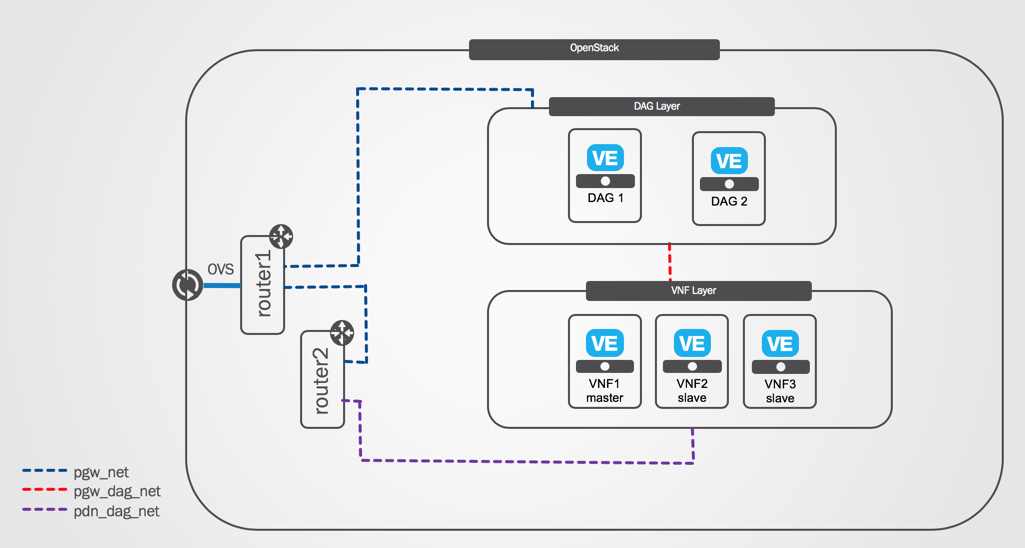 OpenStack
DAG Layer
VE
DAG 1
VE
DAG 2
OVS
router1
router2
VNF Layer
VE
VNF1
master
VE
VNF2
slave
VE
VNF3
slave
pgw_net
pgw_dag_net
pdn_dag_net